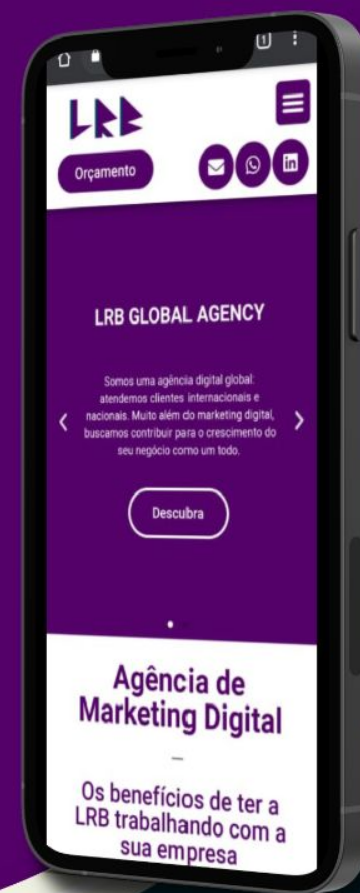 1
LRB
Orçamento
in
LRB GLOBAL AGENCY
Somos uma agência digital global:
atendemos clientes internacionais e
nacionais. Muito além do marketing digital,
buscamos contribuir para o crescimento do
seu negócio como um todo.
Descubra
Agência de
Marketing Digital
Os benefícios de ter a
LRB trabalhando com a
sua empresa